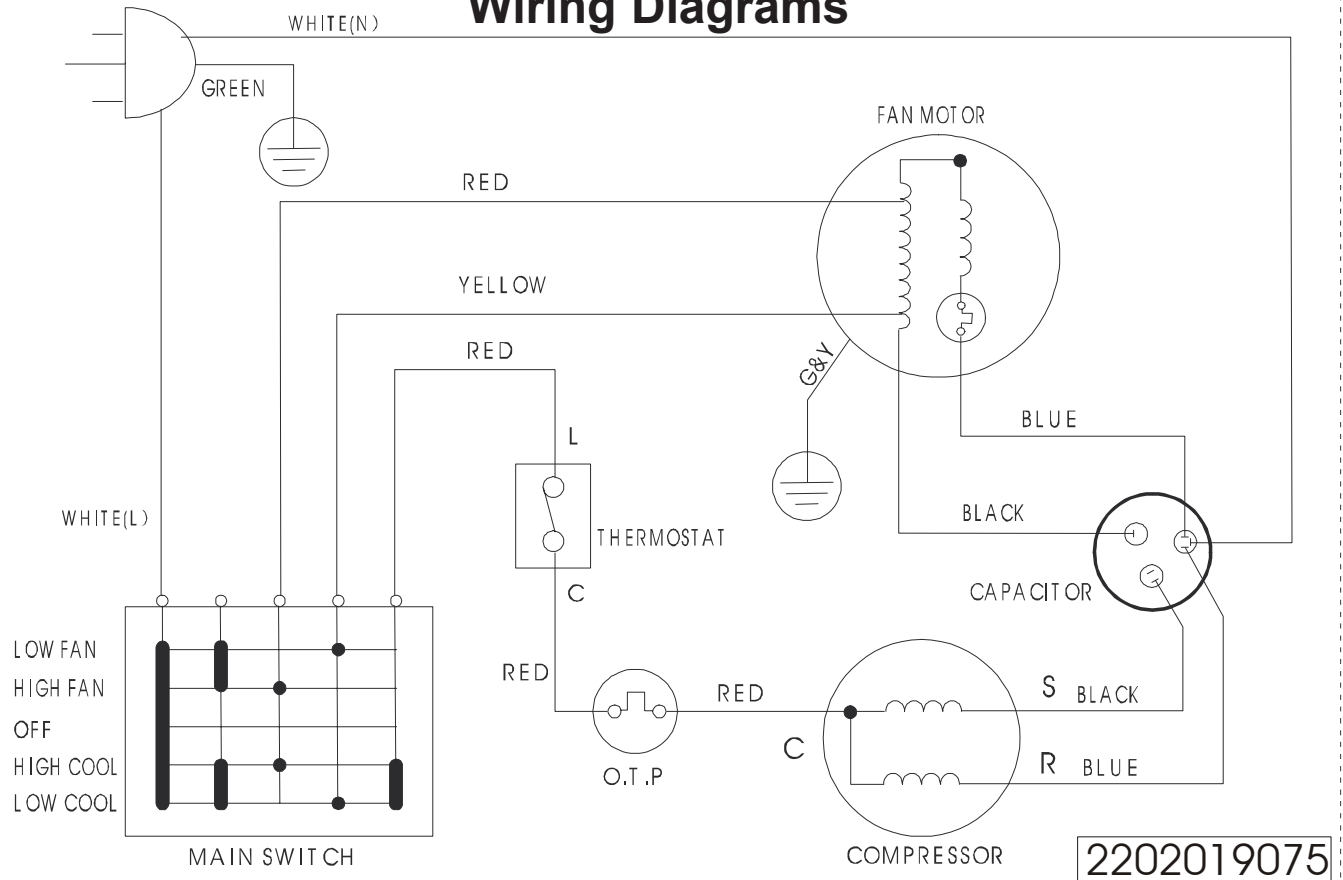 Wiring Diagrams
WHITE(N)
GREEN
FAN MOTOR
RED
YELLOW
RED
G&Y
BLUE
L
WHITE(L)
BLACK
THERMOSTAT
C
CAPACITOR
LOW FAN
HIGH FAN
OFF
HIGH COOL
LOW COOL
RED
RED
S BLACK
C
R BLUE
O.T.P
MAIN SWITCH
COMPRESSOR
2202019075